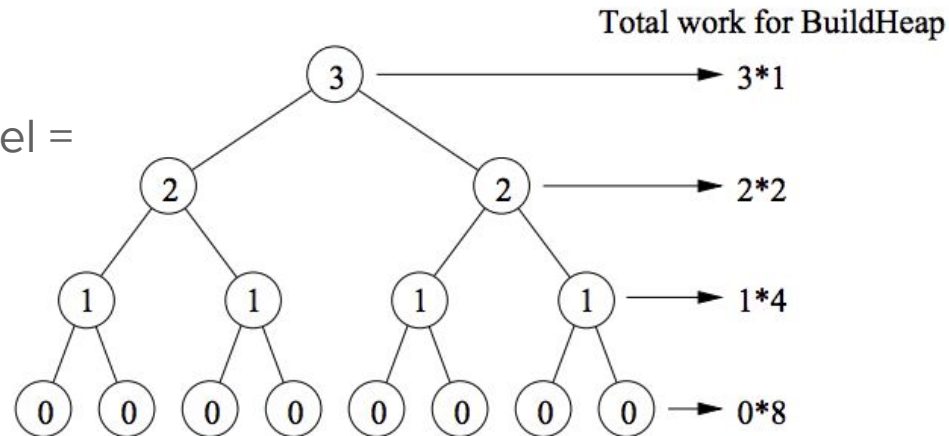 Total work for BuildHeap
3 3*1
el =
2 2 2*2
1 1 1 1 1*4
0 0 0 0 0 0 0 0 0*8